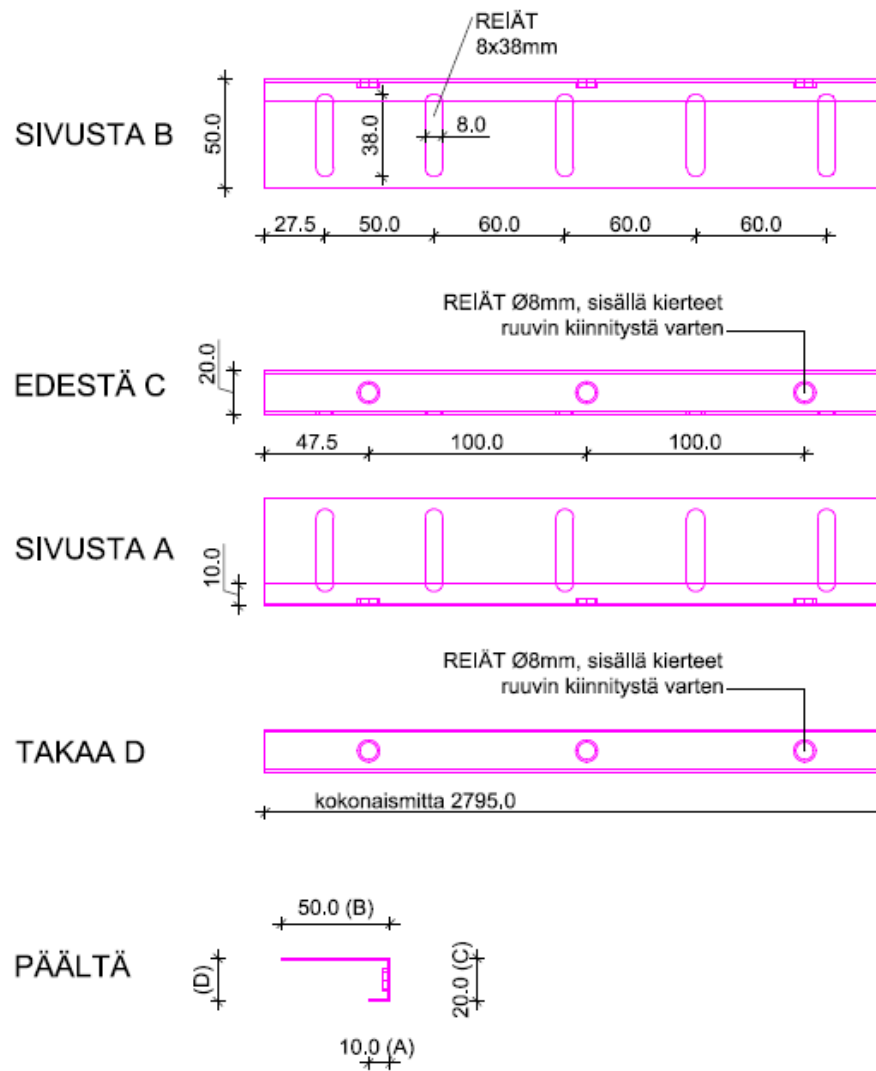 REIÄT
8x38mm
SIVUSTA B
50.0
38.0
8.0
27.5 50.0 60.0 60.0 60.0
REIÄT Ø8mm, sisällä kierteet
ruuvin kiinnitystä varten
EDESTÄ C
20.0
47.5 100.0 100.0
SIVUSTA A
10.0
REIÄT Ø8mm, sisällä kierteet
ruuvin kiinnitystä varten
TAKAA D
kokonaismitta 2795,0
50.0 (B)
PÄÄLTÄ
(D)
20.0 (C)
10.0 (A)